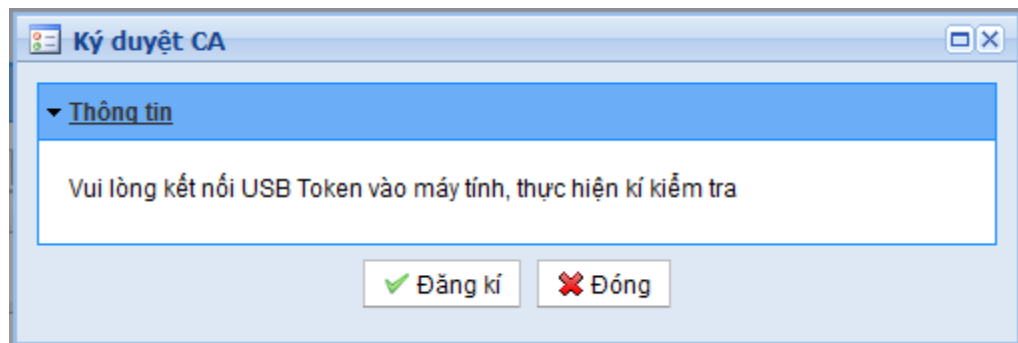 Ký duyệt CA
Thông tin
Vui lòng kết nối USB Token vào máy tính, thực hiện kí kiểm tra
Đăng kí
Đóng